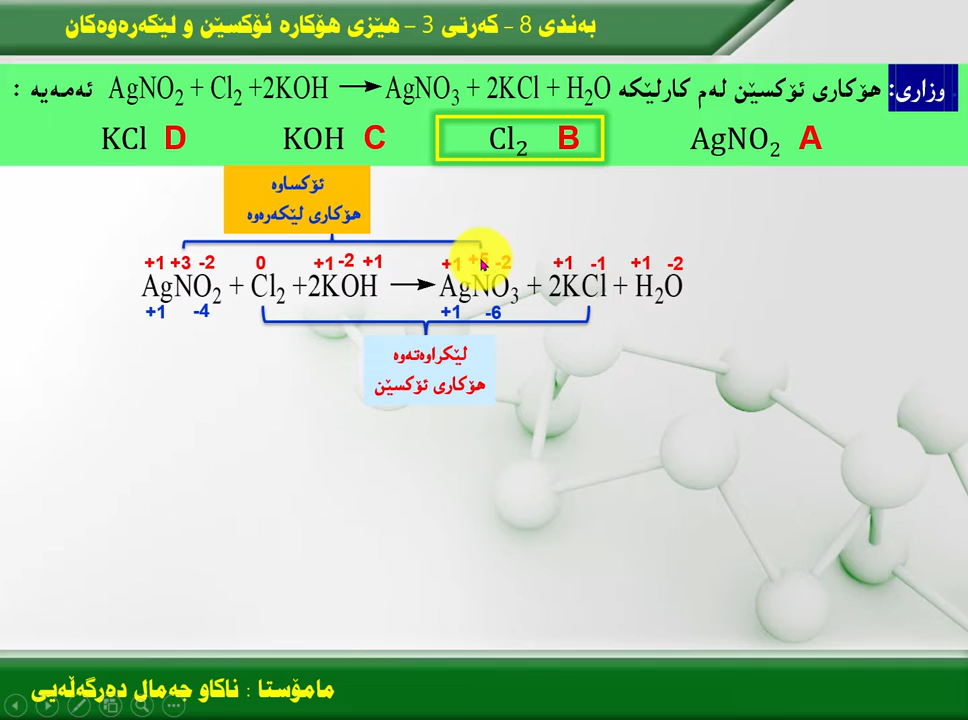 بەندی 8 - کەرتی 3 – هێزی هۆکارە ئۆکسێن و لێکەرەوەکان
وزاری: هۆکاری ئۆکسێن لەم کارلێکە AgNO₂ + Cl₂ +2KOH ⟶ AgNO₃ + 2KCl + H₂O ئەمەیە :
A AgNO₂ B Cl₂ C KOH D KCl
ئۆکساوە
هۆکاری لێکەرەوە
+1 +3 -2 0 +1 -2 +1 +1 +5 -2 +1 -1 +1 -2
AgNO₂ + Cl₂ +2KOH ⟶ AgNO₃ + 2KCl + H₂O
+1 -4 +1 -6
لێکراوەتەوە
هۆکاری ئۆکسێن
مامۆستا : ناکاو جەمال دەرگەڵەیی